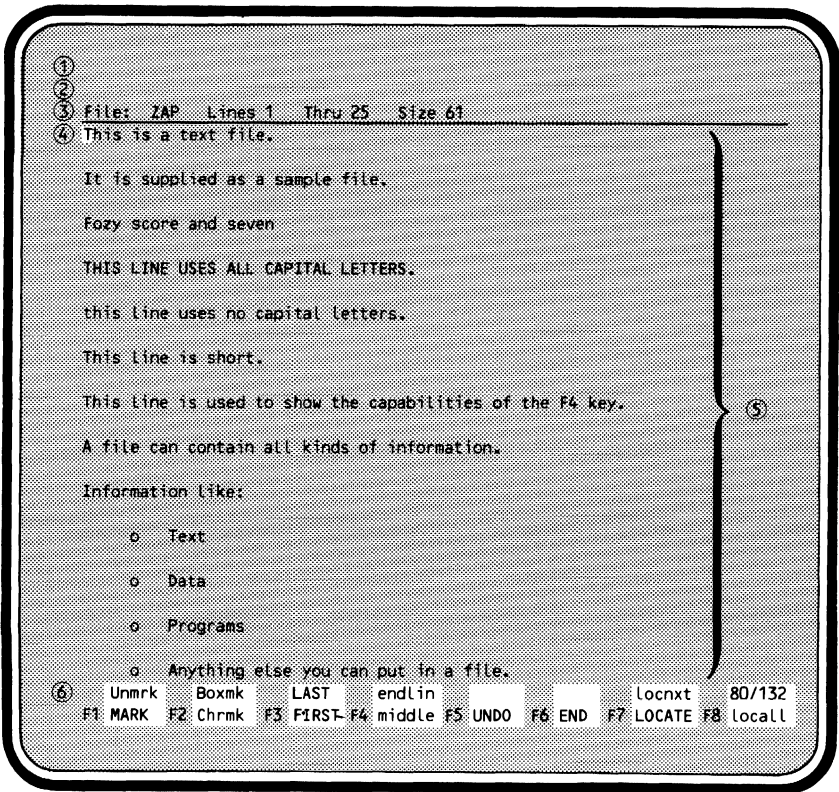 ①
②
③ File: ZAP Lines 1 Thru 25 Size 61
④ This is a text file.
It is supplied as a sample file.
Fozy score and seven
THIS LINE USES ALL CAPITAL LETTERS.
this line uses no capital letters.
This line is short.
This line is used to show the capabilities of the F4 key.
⑤
A file can contain all kinds of information.
Information like:
o Text
o Data
o Programs
o Anything else you can put in a file.
⑥ Unmrk Boxmk LAST endlin locnxt 80/132
F1 MARK F2 Chrmk F3 FIRST F4 middle F5 UNDO F6 END F7 LOCATE F8 locall